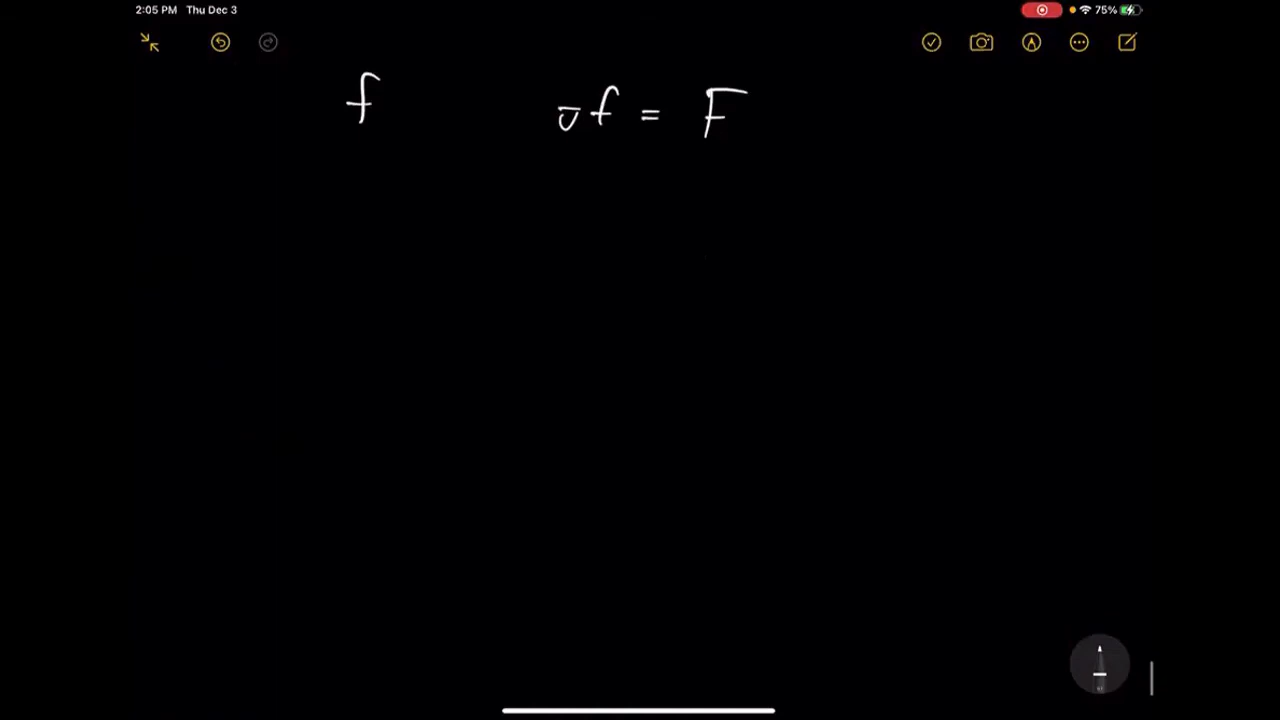 2:05 PM Thu Dec 3 75%
f ∇f = F